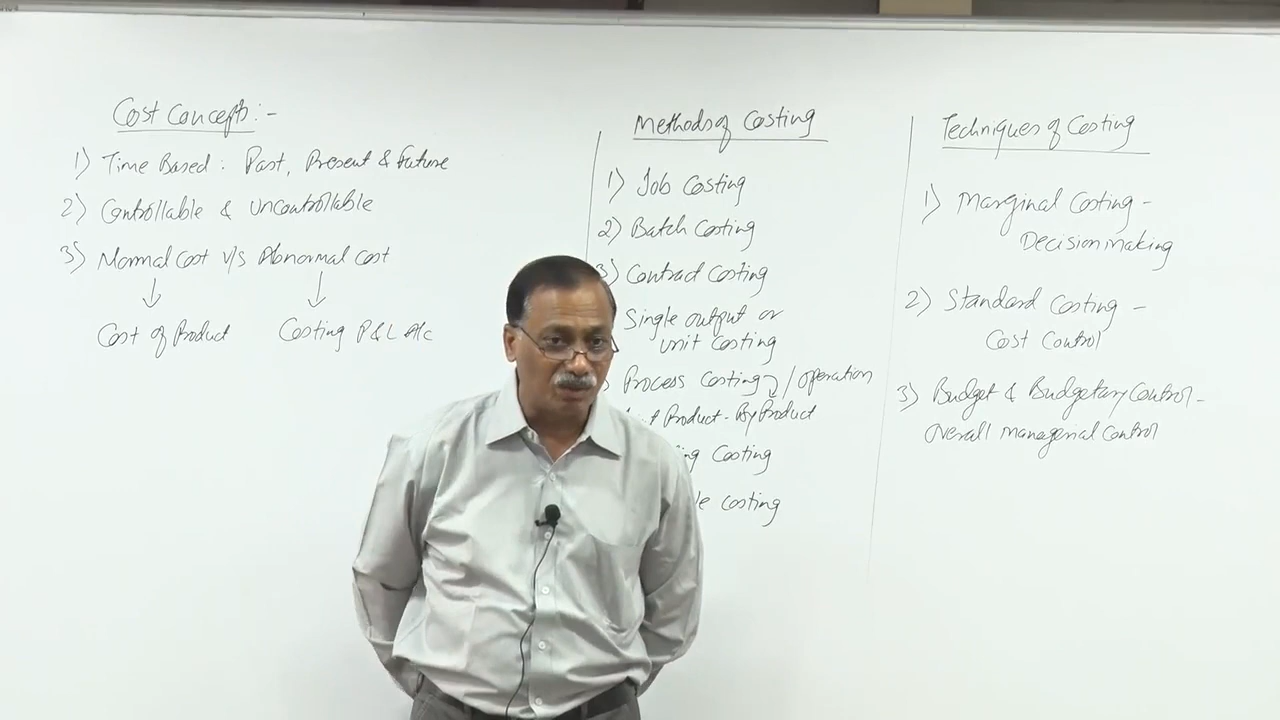 Cost Concepts :-
1) Time Based : Past, Present & Future
2) Controllable & Uncontrollable
3) Normal Cost v/s Abnormal Cost
Cost of Product
Costing P&L A/c
Methods of Costing
1) Job Costing
2) Batch Costing
3) Contract Costing
Single output or
unit Costing
Process Costing / operation
Product - By Product
Costing
Costing
Techniques of Costing
1) Marginal Costing -
Decision making
2) Standard Costing -
Cost Control
3) Budget & Budgetary Control -
Overall Managerial Control